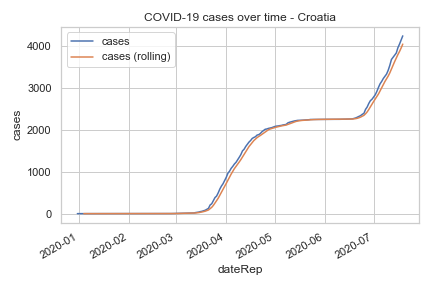 COVID-19 cases over time - Croatia
cases
cases (rolling)
cases
4000
3000
2000
1000
0
2020-01
2020-02
2020-03
2020-04
2020-05
2020-06
2020-07
dateRep